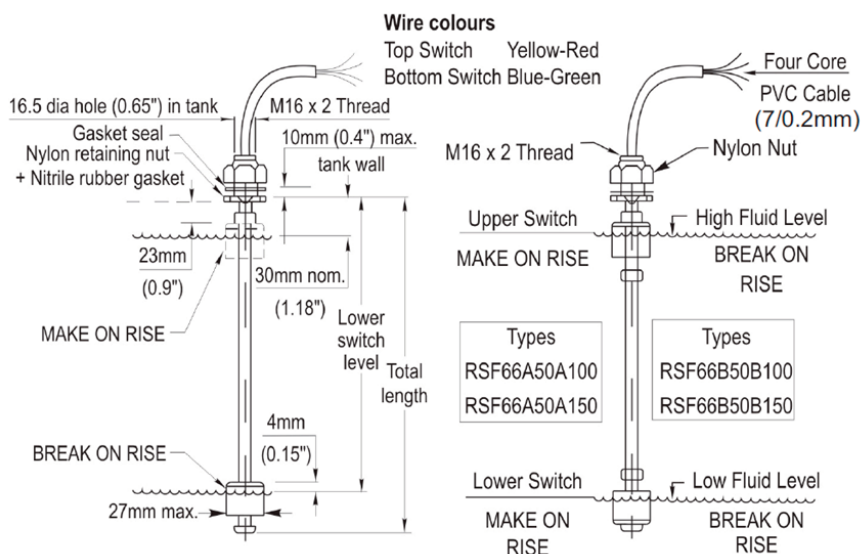 Wire colours
Top Switch Yellow-Red
Bottom Switch Blue-Green
16.5 dia hole (0.65") in tank
M16 x 2 Thread
Gasket seal
Nylon retaining nut
+ Nitrile rubber gasket
10mm (0.4") max.
tank wall
23mm
(0.9")
30mm nom.
(1.18")
MAKE ON RISE
Lower
switch
level
Total
length
4mm
(0.15")
BREAK ON RISE
27mm max.
Four Core
PVC Cable
(7/0.2mm)
M16 x 2 Thread
Nylon Nut
Upper Switch
High Fluid Level
MAKE ON RISE
BREAK ON
RISE
Types
RSF66A50A100
RSF66A50A150
Types
RSF66B50B100
RSF66B50B150
Lower Switch
Low Fluid Level
MAKE ON
RISE
BREAK ON
RISE